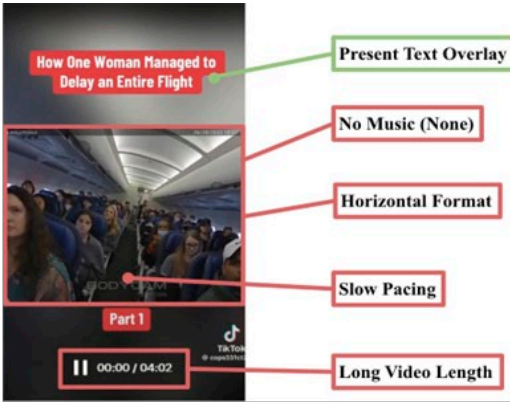 How One Woman Managed to
Delay an Entire Flight
Present Text Overlay
No Music (None)
Horizontal Format
BODYCAM
Slow Pacing
Part 1
TikTok
00:00 / 04:02
Long Video Length